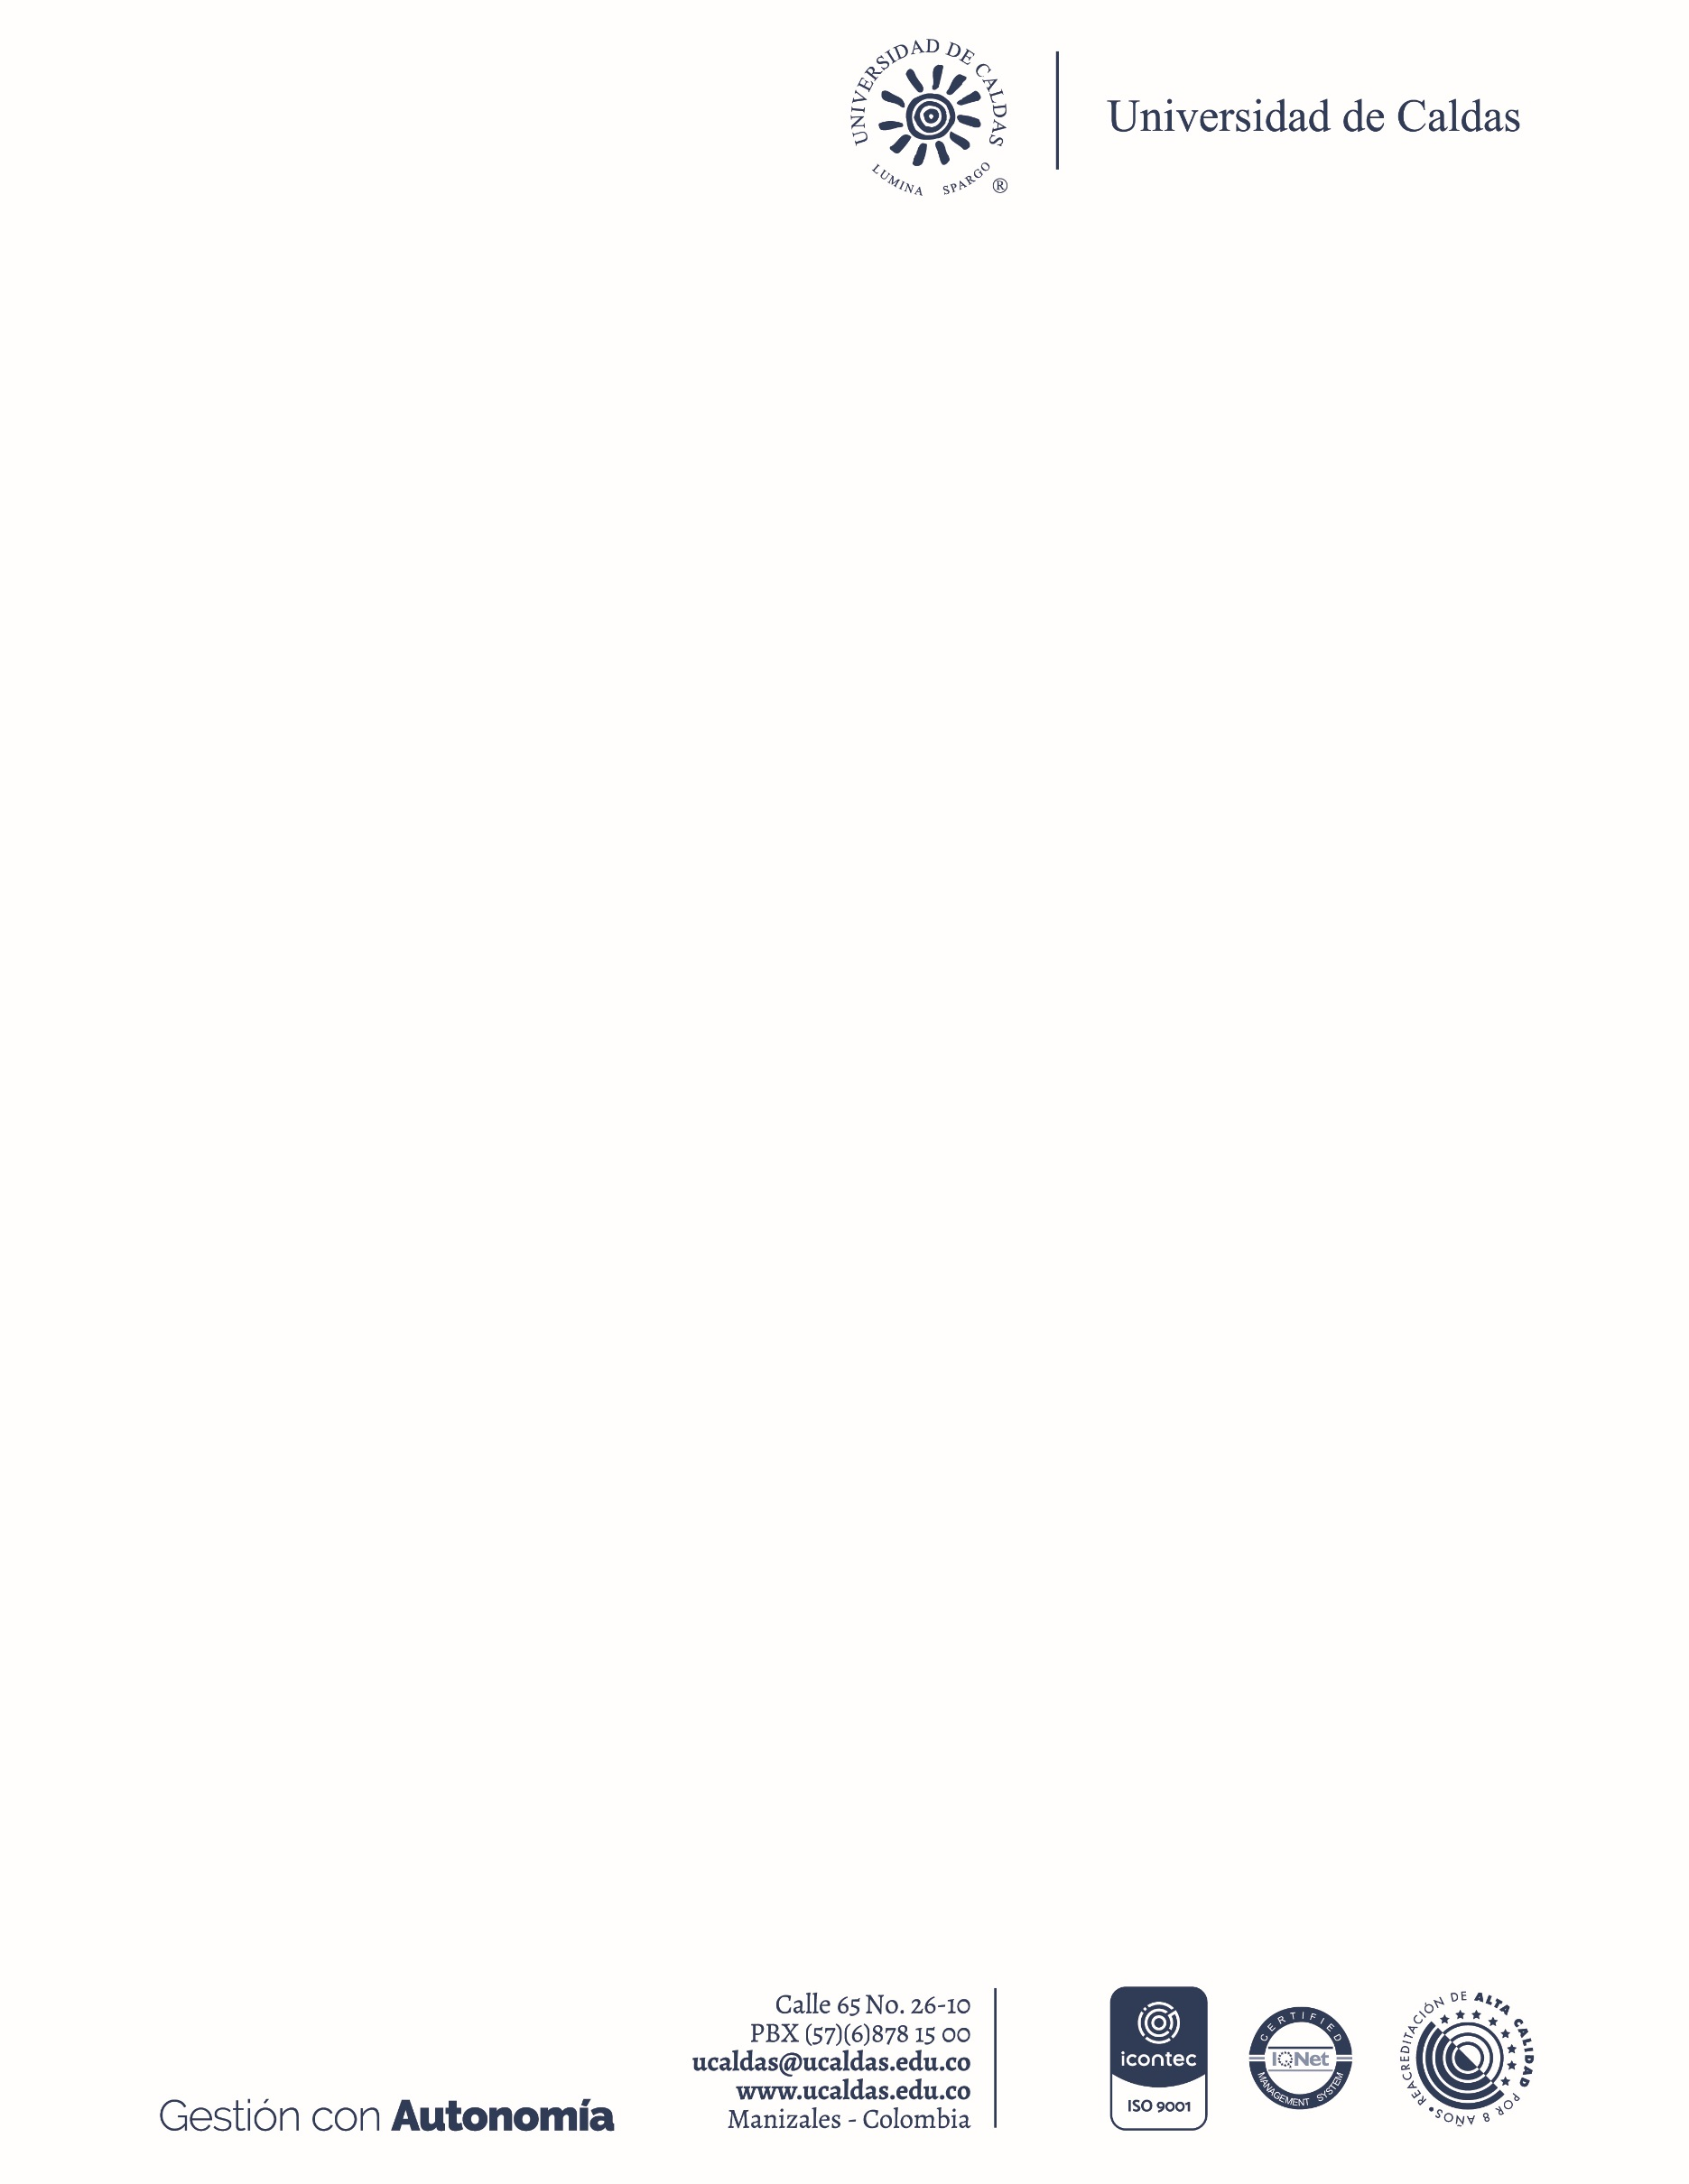 UNIVERSIDAD DE CALDAS
LUMINA SPARGO
®
Universidad de Caldas
Calle 65 No. 26-10
PBX (57)(6)878 15 00
ucaldas@ucaldas.edu.co
www.ucaldas.edu.co
Manizales - Colombia
Gestión con Autonomía
icontec
ISO 9001
CERTIFIED
IQNet
MANAGEMENT SYSTEM
REACREDITACIÓN DE ALTA CALIDAD POR 8 AÑOS